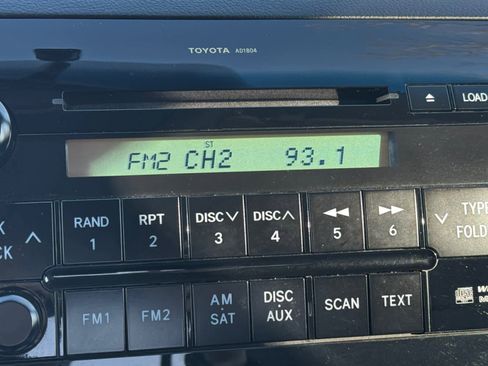 TOYOTA AD1804
LOAD
ST
FM2 CH2 93.1
RAND 1
RPT 2
DISC ∨ 3
DISC ∧ 4
◀◀ 5
▶▶ 6
TYPE
FOLD
FM1
FM2
AM SAT
DISC AUX
SCAN
TEXT